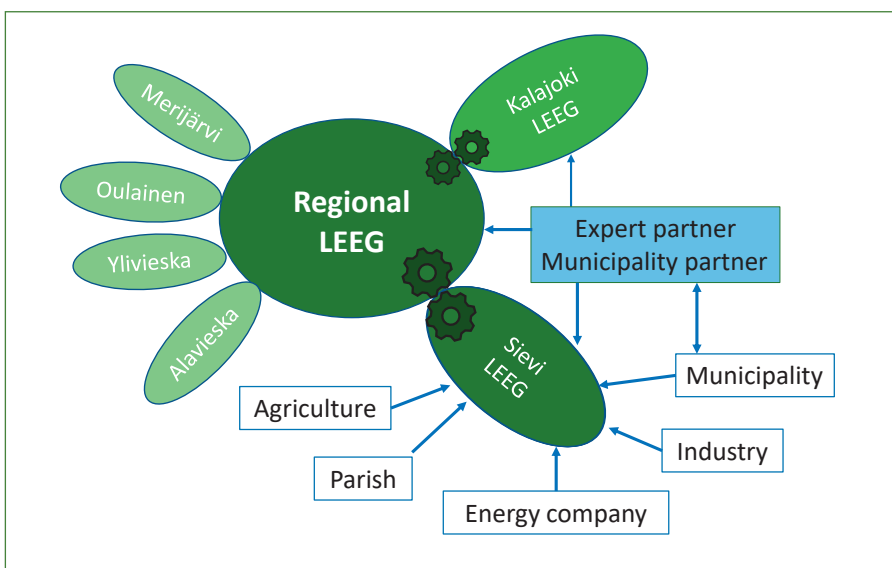 Merijärvi
Oulainen
Ylivieska
Alavieska
Regional
LEEG
Kalajoki
LEEG
Expert partner
Municipality partner
Sievi
LEEG
Municipality
Agriculture
Industry
Parish
Energy company